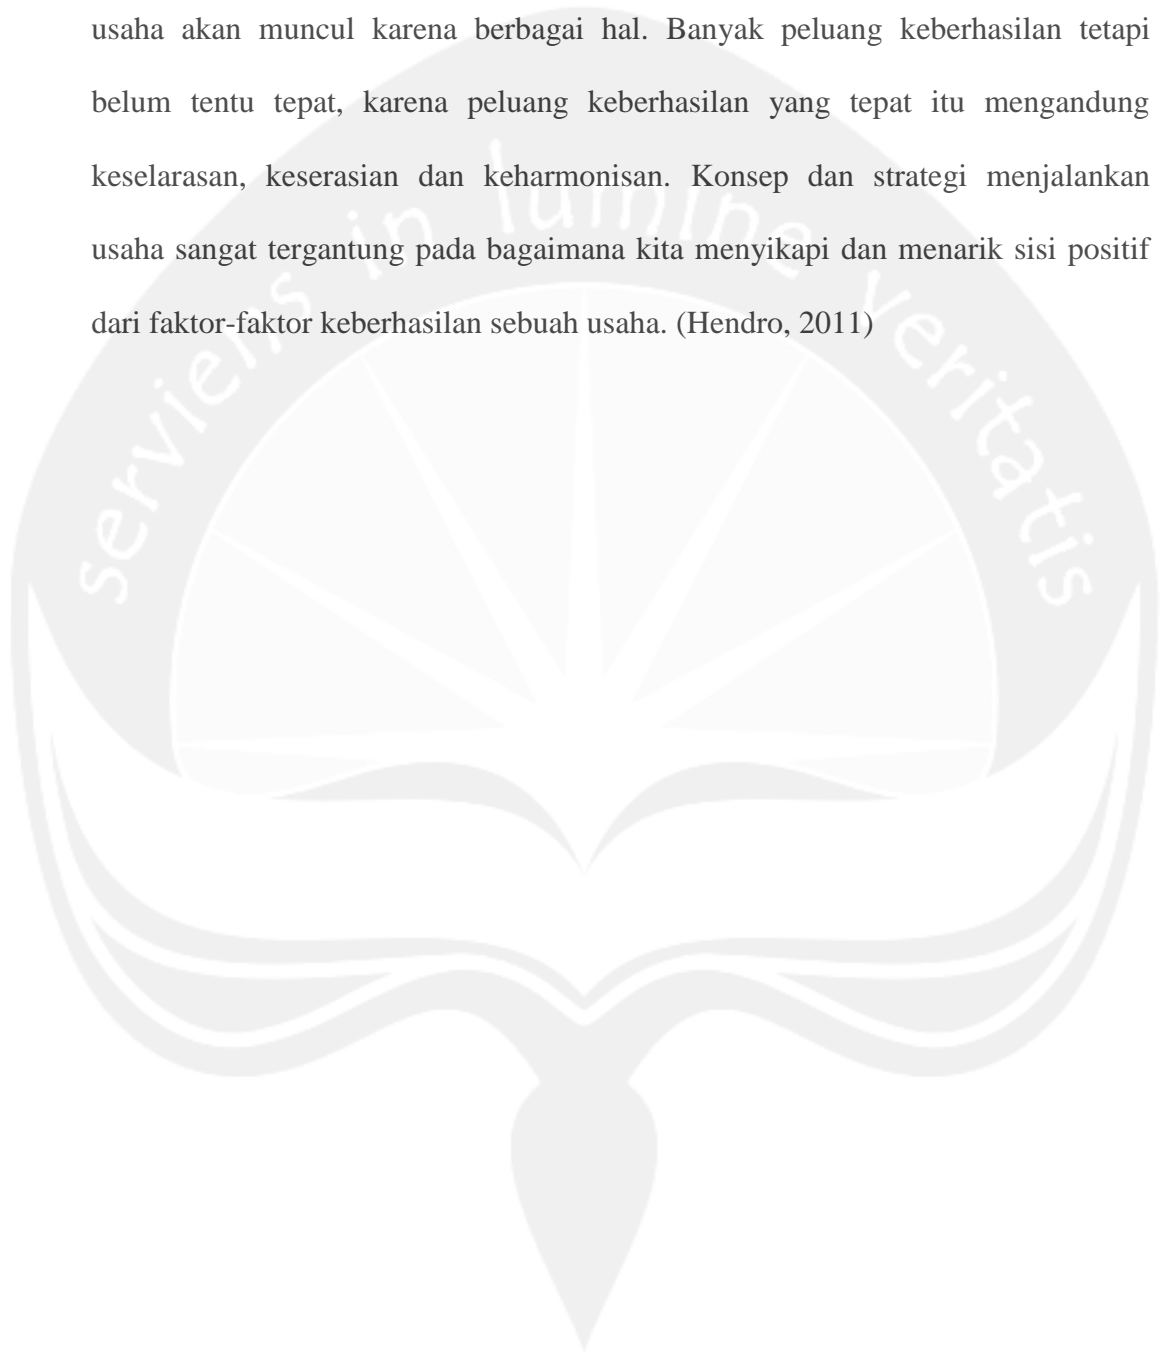 usaha akan muncul karena berbagai hal. Banyak peluang keberhasilan tetapi
belum tentu tepat, karena peluang keberhasilan yang tepat itu mengandung
keselarasan, keserasian dan keharmonisan. Konsep dan strategi menjalankan
usaha sangat tergantung pada bagaimana kita menyikapi dan menarik sisi positif
dari faktor-faktor keberhasilan sebuah usaha. (Hendro, 2011)
serviens in lumine veritatis